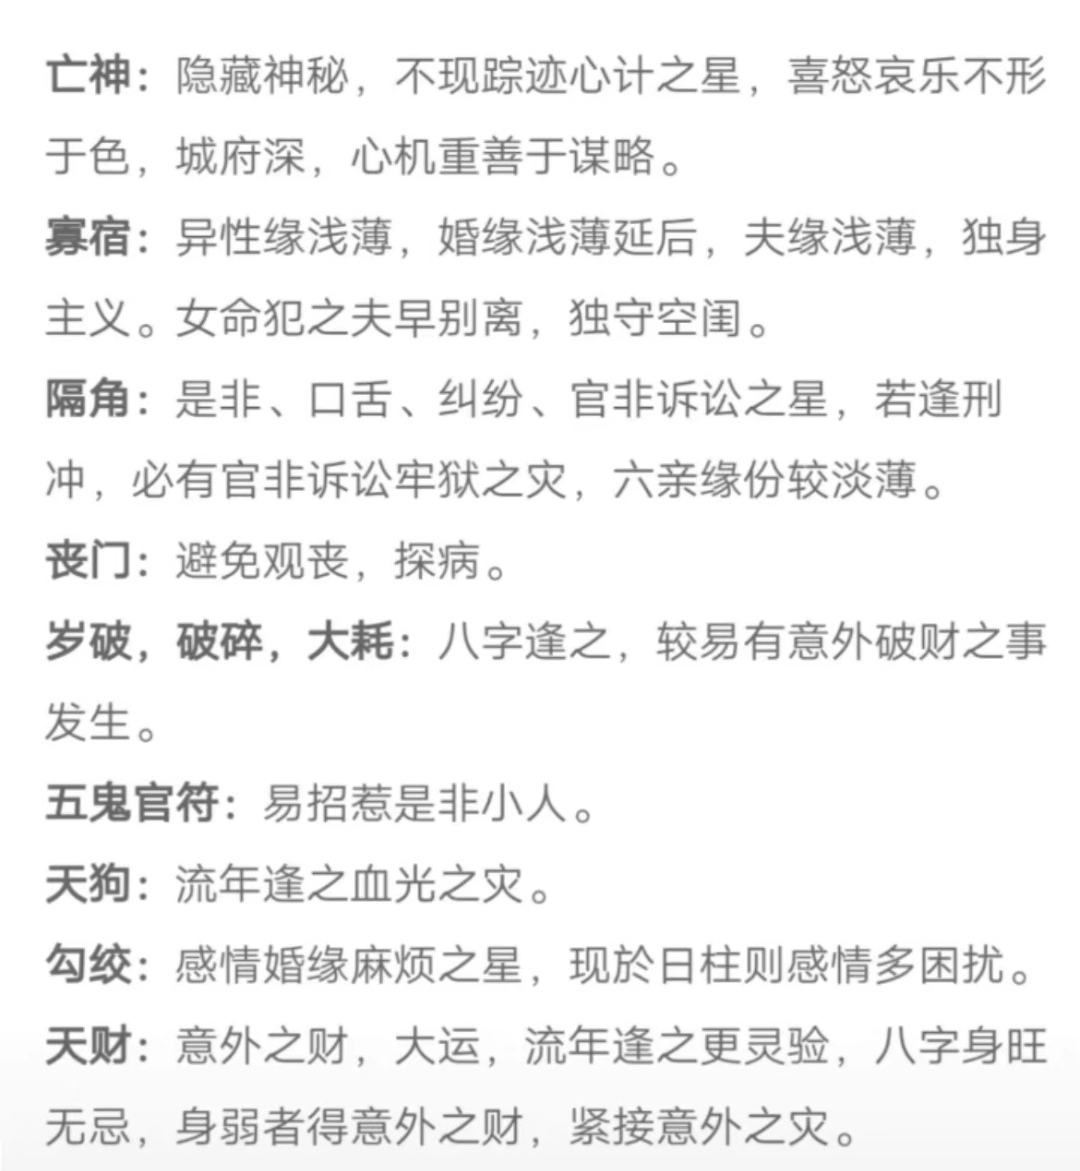 亡神：隐藏神秘，不现踪迹心计之星，喜怒哀乐不形
于色，城府深，心机重善于谋略。
寡宿：异性缘浅薄，婚缘浅薄延后，夫缘浅薄，独身
主义。女命犯之夫早别离，独守空闺。
隔角：是非、口舌、纠纷、官非诉讼之星，若逢刑
冲，必有官非诉讼牢狱之灾，六亲缘份较淡薄。
丧门：避免观丧，探病。
岁破，破碎，大耗：八字逢之，较易有意外破财之事
发生。
五鬼官符：易招惹是非小人。
天狗：流年逢之血光之灾。
勾绞：感情婚缘麻烦之星，现於日柱则感情多困扰。
天财：意外之财，大运，流年逢之更灵验，八字身旺
无忌，身弱者得意外之财，紧接意外之灾。